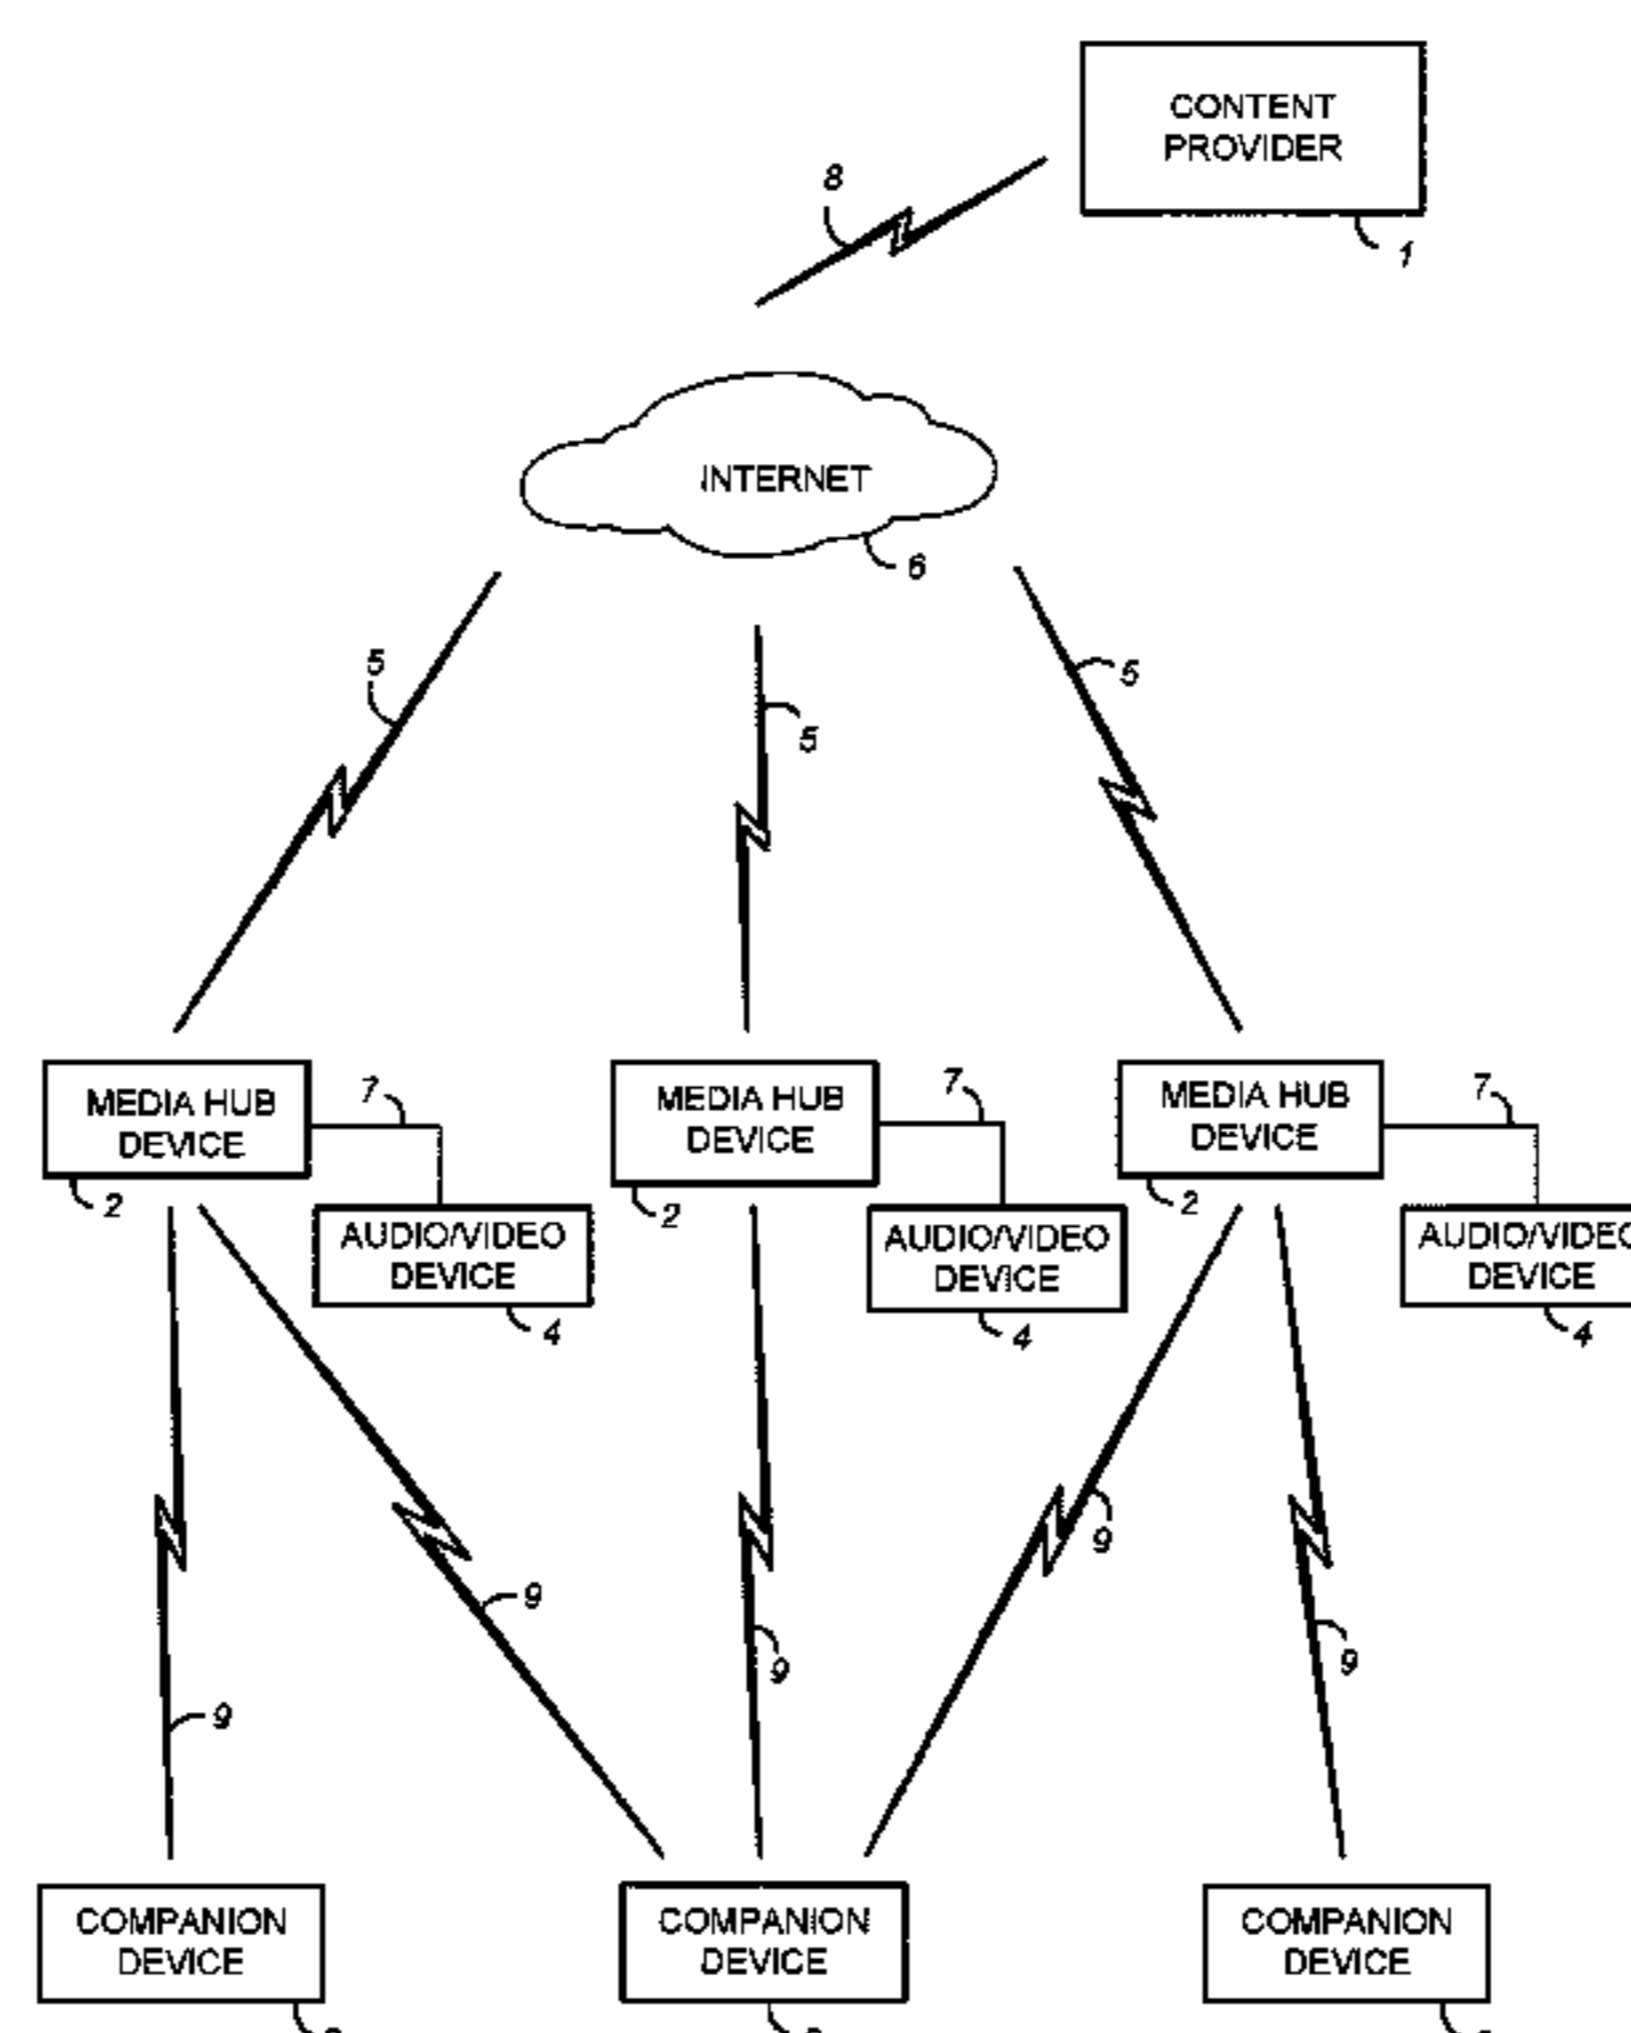 CONTENT
PROVIDER
8
1
INTERNET
6
5
5
5
MEDIA HUB
DEVICE
7
MEDIA HUB
DEVICE
7
MEDIA HUB
DEVICE
7
2
2
2
AUDIO/VIDEO
DEVICE
AUDIO/VIDEO
DEVICE
AUDIO/VIDEO
DEVICE
4
4
4
9
9
9
9
9
COMPANION
DEVICE
COMPANION
DEVICE
COMPANION
DEVICE